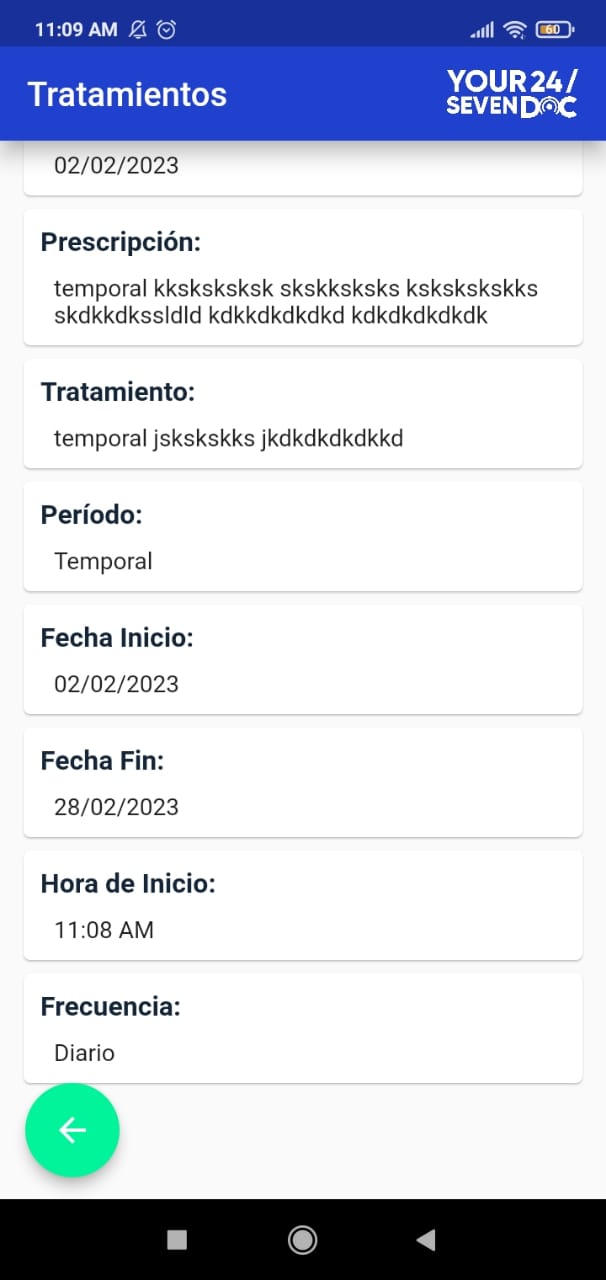 11:09 AM
60
Tratamientos
YOUR 24/
SEVEN DOC
02/02/2023
Prescripción:
temporal kksksksksk skskksksks kskskskskks
skdkkdkssldld kdkkdkdkdkd kdkdkdkdkdk
Tratamiento:
temporal jskskskks jkdkdkdkdkkd
Período:
Temporal
Fecha Inicio:
02/02/2023
Fecha Fin:
28/02/2023
Hora de Inicio:
11:08 AM
Frecuencia:
Diario